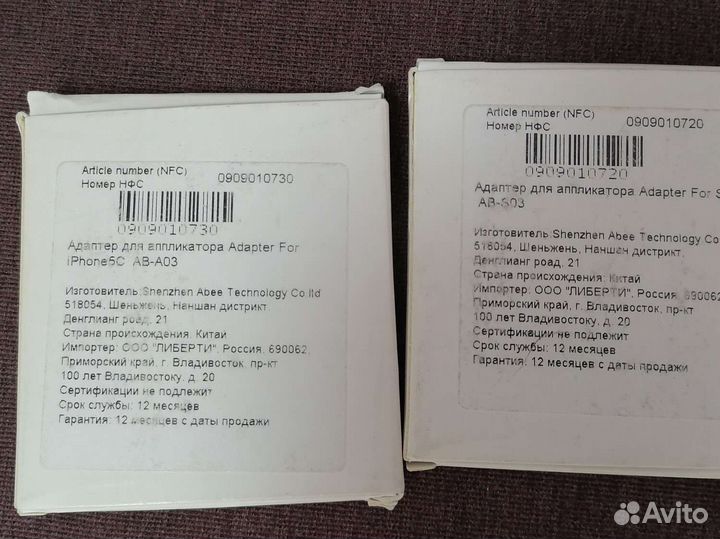 Article number (NFC)
Номер НФС
0909010730
0909010730
Адаптер для аппликатора Adapter For
iPhone5C AB-A03
Изготовитель:Shenzhen Abee Technology Co ltd
518054, Шеньжень, Наншан дистрикт
Денглианг роад, 21
Страна происхождения: Китай
Импортер: ООО "ЛИБЕРТИ", Россия, 690062,
Приморский край, г. Владивосток, пр-кт
100 лет Владивостоку, д. 20
Сертификации не подлежит
Срок службы: 12 месяцев
Гарантия: 12 месяцев с даты продажи
Article number (NFC)
Номер НФС
0909010720
0909010720
Адаптер для аппликатора Adapter For S
AB-S03
Изготовитель:Shenzhen Abee Technology Co
518054, Шеньжень, Наншан дистрикт,
Денглианг роад, 21
Страна происхождения: Китай
Импортер: ООО "ЛИБЕРТИ", Россия, 690062
Приморский край, г. Владивосток, пр-кт
100 лет Владивостоку, д. 20
Сертификации не подлежит
Срок службы: 12 месяцев
Гарантия: 12 месяцев с даты продажи
Avito